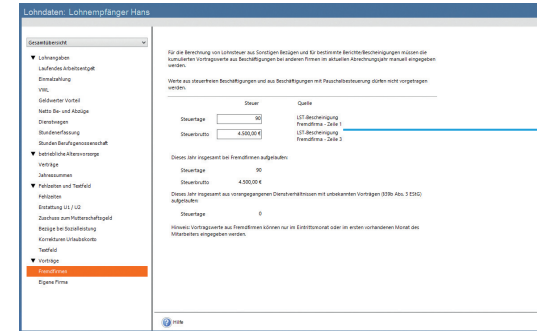 Lohndaten: Lohnempfänger Hans
Gesamtübersicht
Lohnangaben
Laufendes Arbeitsentgelt
Einmalzahlung
VWL
Geldwerter Vorteil
Netto Be- und Abzüge
Dienstwagen
Stundenerfassung
Stunden Berufsgenossenschaft
betriebliche Altersvorsorge
Verträge
Jahressummen
Fehlzeiten und Textfeld
Fehlzeiten
Erstattung U1 / U2
Zuschuss zum Mutterschaftsgeld
Bezüge bei Sozialleistung
Korrekturen Urlaubskonto
Textfeld
Vorträge
Fremdfirmen
Eigene Firma
Für die Berechnung von Lohnsteuer aus Sonstigen Bezügen und für bestimmte Berichte/Bescheinigungen müssen die
kumulierten Vortragswerte aus Beschäftigungen bei anderen Firmen im aktuellen Abrechnungsjahr manuell eingegeben
werden.
Werte aus steuerfreien Beschäftigungen und aus Beschäftigungen mit Pauschalbesteuerung dürfen nicht vorgetragen
werden.
Steuer Quelle
Steuertage 90 LST-Bescheinigung
Fremdfirma - Zeile 1
Steuerbrutto 4.500,00 € LST-Bescheinigung
Fremdfirma - Zeile 3
Dieses Jahr insgesamt bei Fremdfirmen aufgelaufen:
Steuertage 90
Steuerbrutto 4.500,00 €
Dieses Jahr insgesamt aus vorangegangenen Dienstverhältnissen mit unbekannten Vorträgen (§39b Abs. 3 EStG)
aufgelaufen
Steuertage 0
Hinweis: Vortragswerte aus Fremdfirmen können nur im Eintrittsmonat oder im ersten vorhandenen Monat des
Mitarbeiters eingegeben werden.
Hilfe